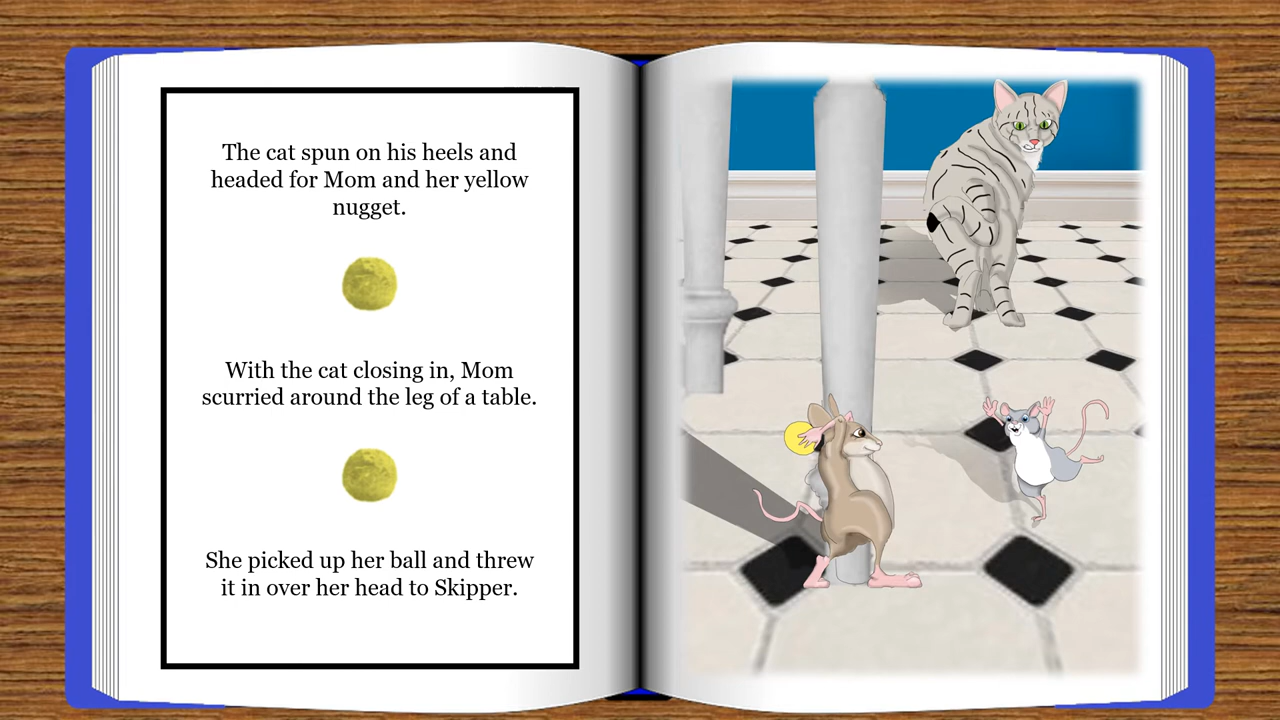 The cat spun on his heels and
headed for Mom and her yellow
nugget.
With the cat closing in, Mom
scurried around the leg of a table.
She picked up her ball and threw
it in over her head to Skipper.